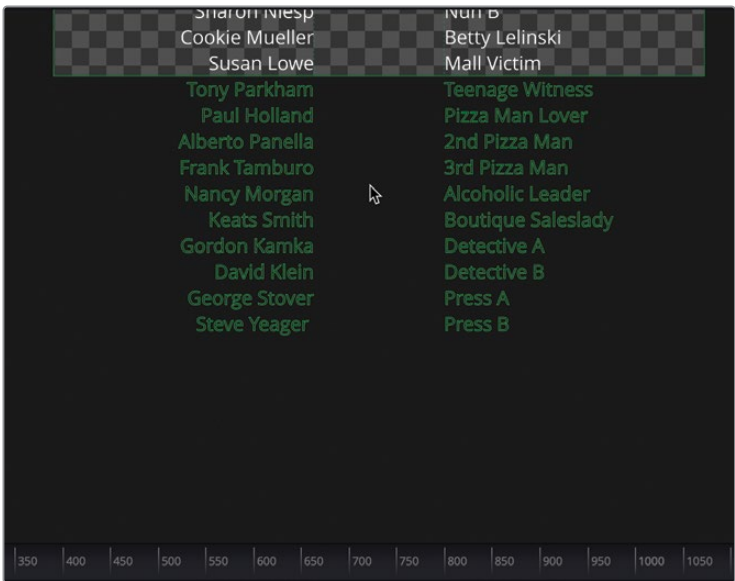 Sharon Niesp Nun B
Cookie Mueller Betty Lelinski
Susan Lowe Mall Victim
Tony Parkham Teenage Witness
Paul Holland Pizza Man Lover
Alberto Panella 2nd Pizza Man
Frank Tamburo 3rd Pizza Man
Nancy Morgan Alcoholic Leader
Keats Smith Boutique Saleslady
Gordon Kamka Detective A
David Klein Detective B
George Stover Press A
Steve Yeager Press B
350 400 450 500 550 600 650 700 750 800 850 900 950 1000 1050